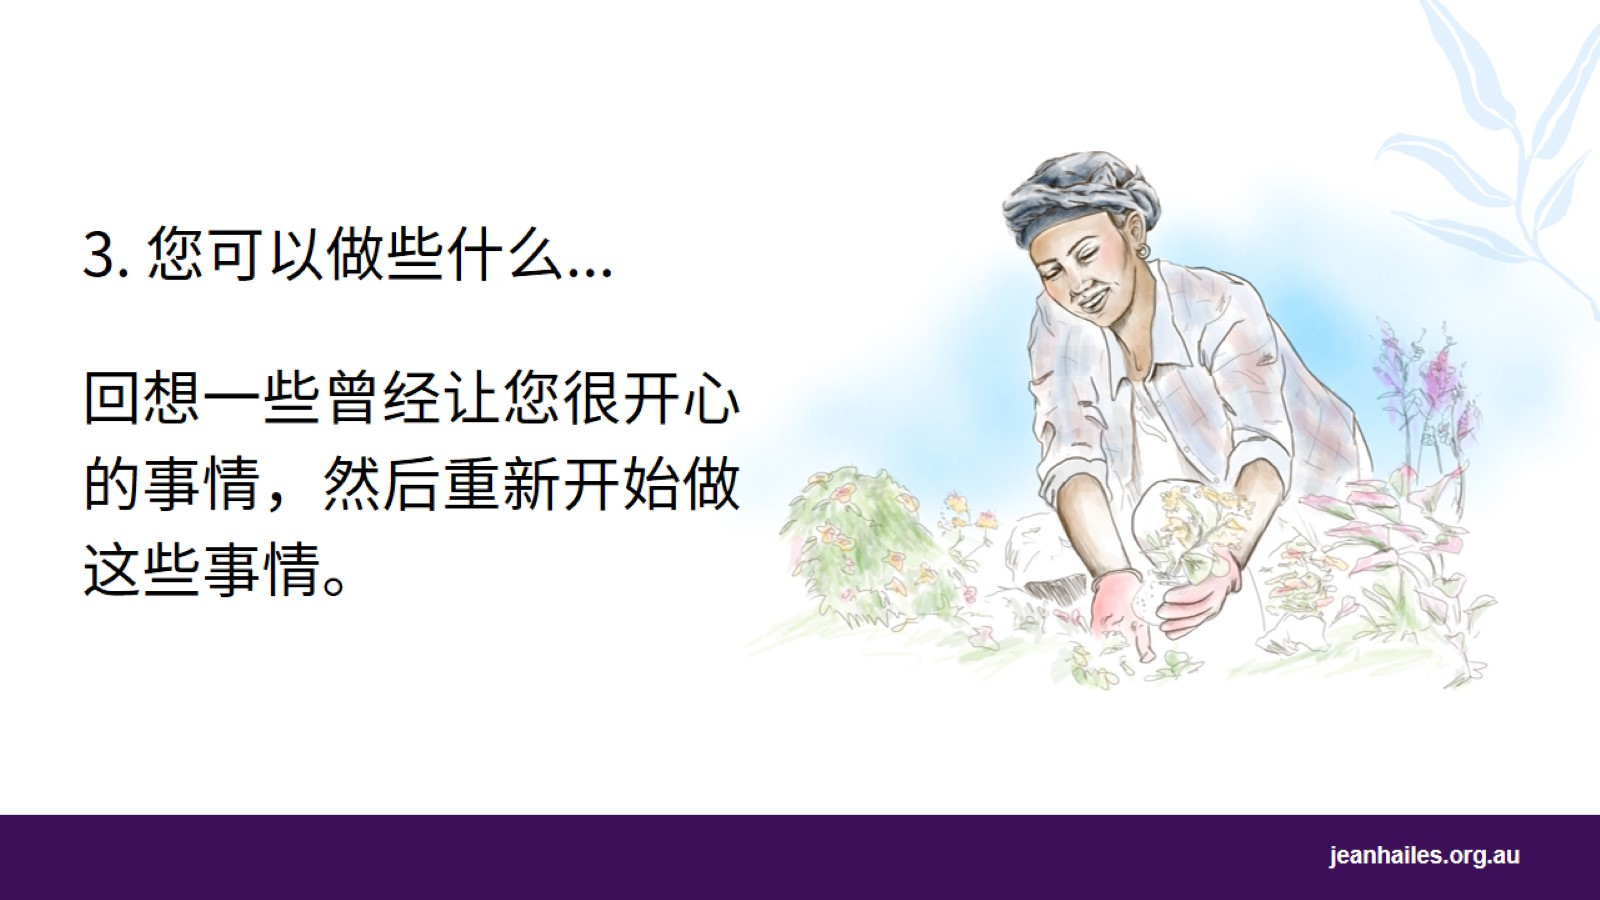 3. 您可以做些什么...
回想一些曾经让您很开心
的事情，然后重新开始做
这些事情。
jeanhailes.org.au